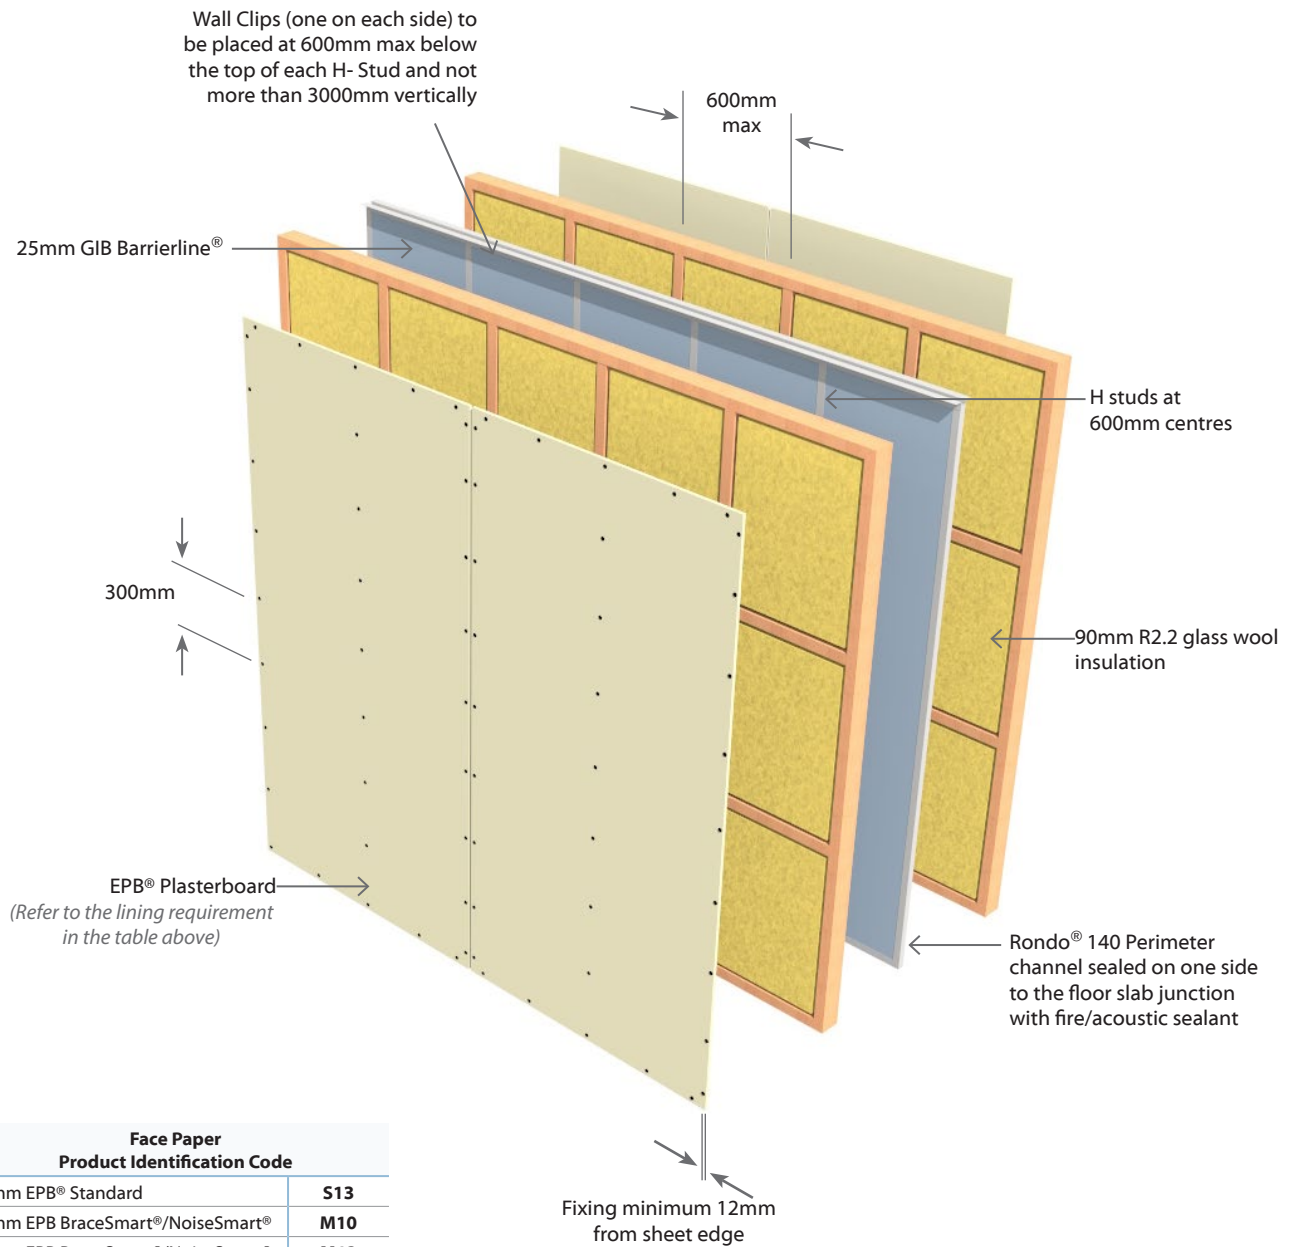 Wall Clips (one on each side) to
be placed at 600mm max below
the top of each H- Stud and not
more than 3000mm vertically
600mm
max
25mm GIB Barrierline®
H studs at
600mm centres
300mm
90mm R2.2 glass wool
insulation
EPB® Plasterboard
(Refer to the lining requirement
in the table above)
Rondo® 140 Perimeter
channel sealed on one side
to the floor slab junction
with fire/acoustic sealant
Fixing minimum 12mm
from sheet edge
Face Paper
Product Identification Code
mm EPB® Standard S13
mm EPB BraceSmart®/NoiseSmart® M10